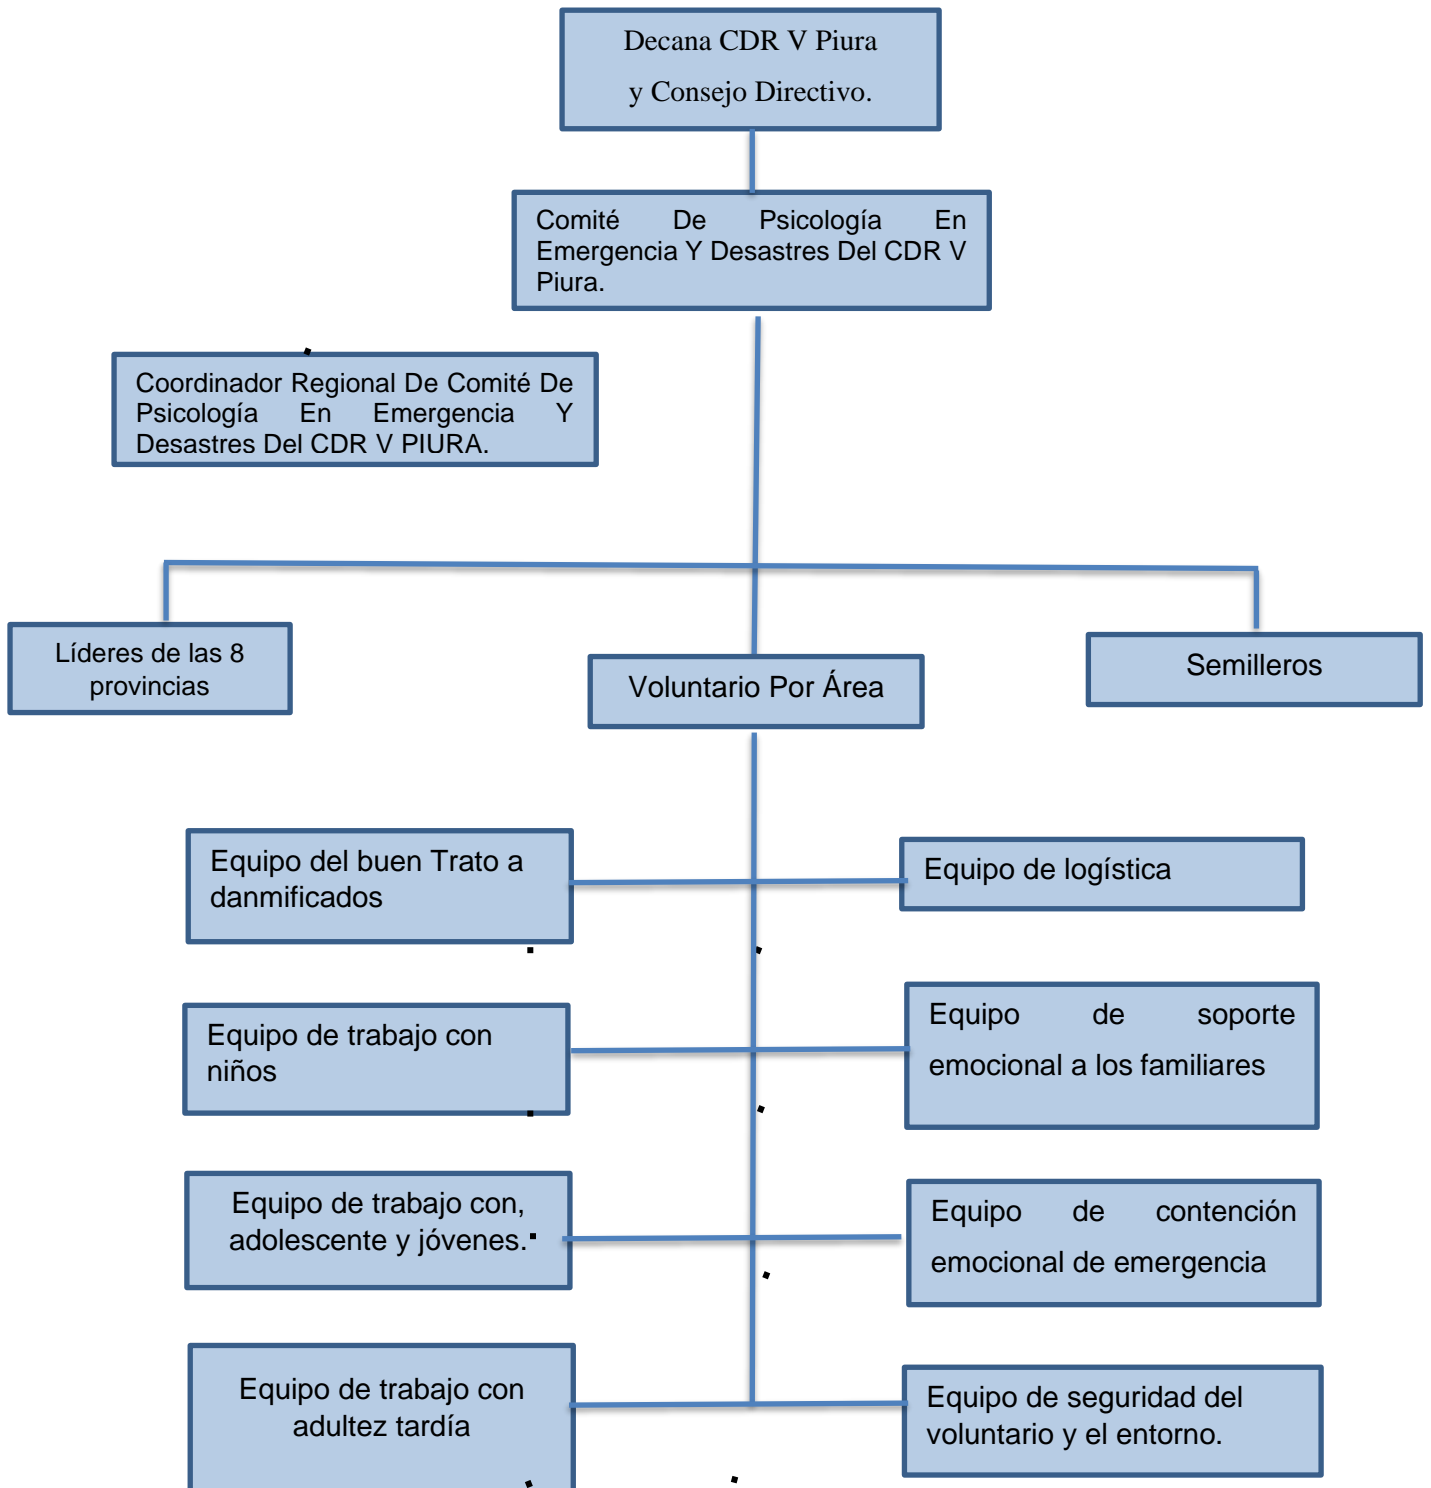 Decana CDR V Piura
y Consejo Directivo.
Comité De Psicología En
Emergencia Y Desastres Del CDR V
Piura.
Coordinador Regional De Comité De
Psicología En Emergencia Y
Desastres Del CDR V PIURA.
Líderes de las 8
provincias
Voluntario Por Área
Semilleros
Equipo del buen Trato a
danmificados
Equipo de logística
Equipo de trabajo con
niños
Equipo de soporte
emocional a los familiares
Equipo de trabajo con,
adolescente y jóvenes.
Equipo de contención
emocional de emergencia
Equipo de trabajo con
adultez tardía
Equipo de seguridad del
voluntario y el entorno.